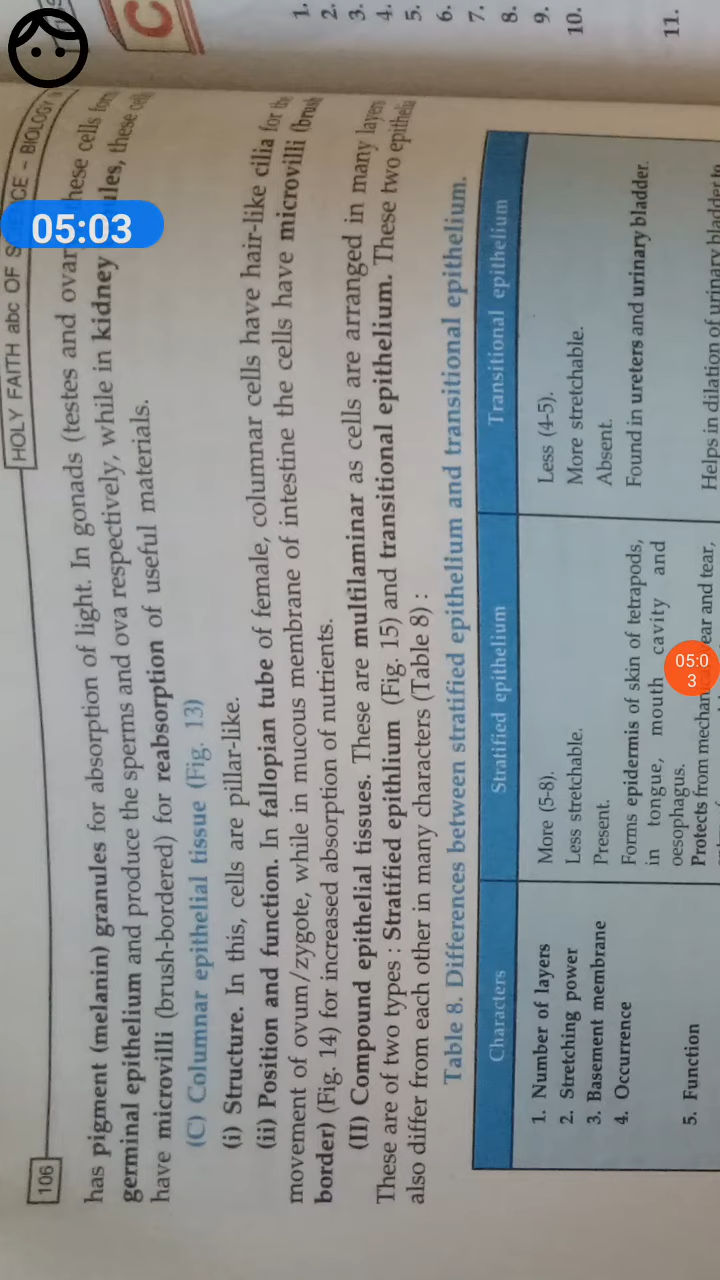 106
HOLY FAITH abc OF S CE – BIOLOGY
has pigment (melanin) granules for absorption of light. In gonads (testes and ovar hese cells form
germinal epithelium and produce the sperms and ova respectively, while in kidney ules, these cells
have microvilli (brush-bordered) for reabsorption of useful materials.
(C) Columnar epithelial tissue (Fig. 13)
(i) Structure. In this, cells are pillar-like.
(ii) Position and function. In fallopian tube of female, columnar cells have hair-like cilia for the
movement of ovum/zygote, while in mucous membrane of intestine the cells have microvilli (brush
border) (Fig. 14) for increased absorption of nutrients.
(II) Compound epithelial tissues. These are multilaminar as cells are arranged in many layers
These are of two types : Stratified epithlium (Fig. 15) and transitional epithelium. These two epithelia
also differ from each other in many characters (Table 8) :
Table 8. Differences between stratified epithelium and transitional epithelium.
Characters Stratified epithelium Transitional epithelium
1. Number of layers More (5-8). Less (4-5).
2. Stretching power Less stretchable. More stretchable.
3. Basement membrane Present. Absent.
4. Occurrence Forms epidermis of skin of tetrapods, Found in ureters and urinary bladder.
in tongue, mouth cavity and
oesophagus.
5. Function Protects from mechan ear and tear, Helps in dilation of urinary bladder to
C
1.
2.
3.
4.
5.
6.
7.
8.
9.
10.
11.
05:03
05:0
3